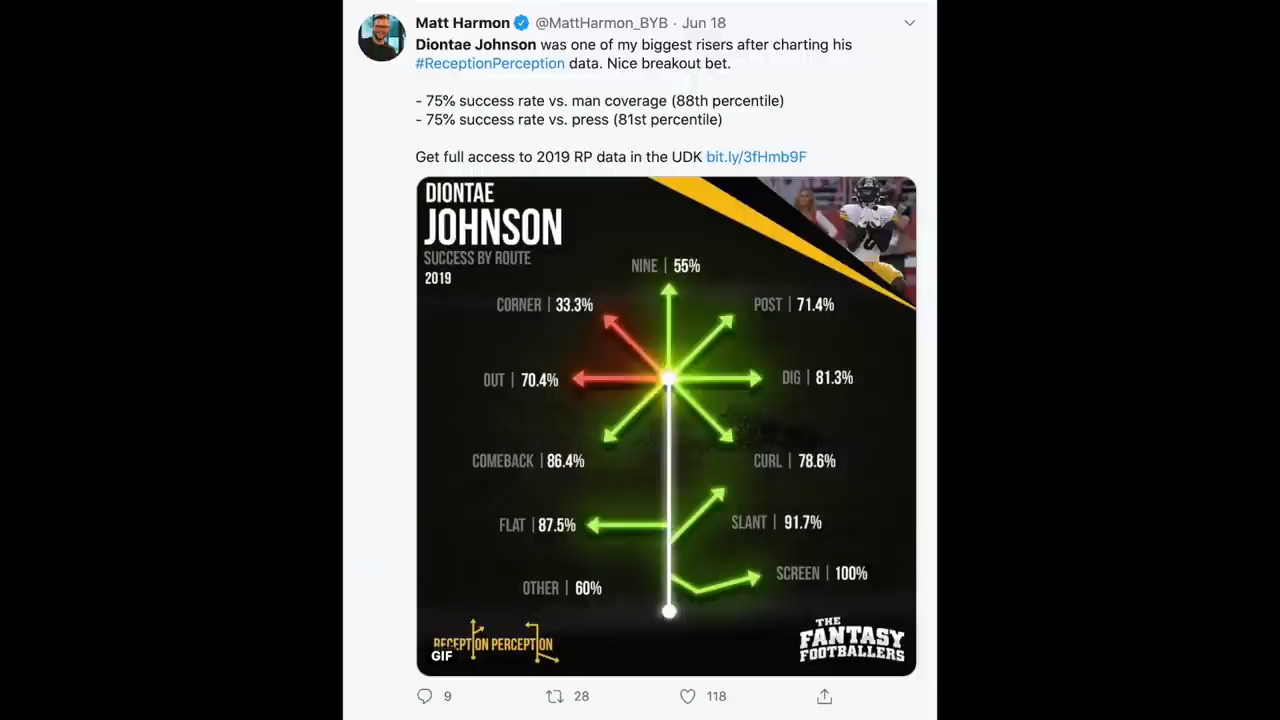 Matt Harmon @MattHarmon_BYB · Jun 18
Diontae Johnson was one of my biggest risers after charting his
#ReceptionPerception data. Nice breakout bet.
- 75% success rate vs. man coverage (88th percentile)
- 75% success rate vs. press (81st percentile)
Get full access to 2019 RP data in the UDK bit.ly/3fHmb9F
DIONTAE
JOHNSON
SUCCESS BY ROUTE
2019
NINE | 55%
CORNER | 33.3%
POST | 71.4%
OUT | 70.4%
DIG | 81.3%
COMEBACK | 86.4%
CURL | 78.6%
FLAT | 87.5%
SLANT | 91.7%
SCREEN | 100%
OTHER | 60%
RECEPTION PERCEPTION
GIF
THE
FANTASY
FOOTBALLERS
9 28 118